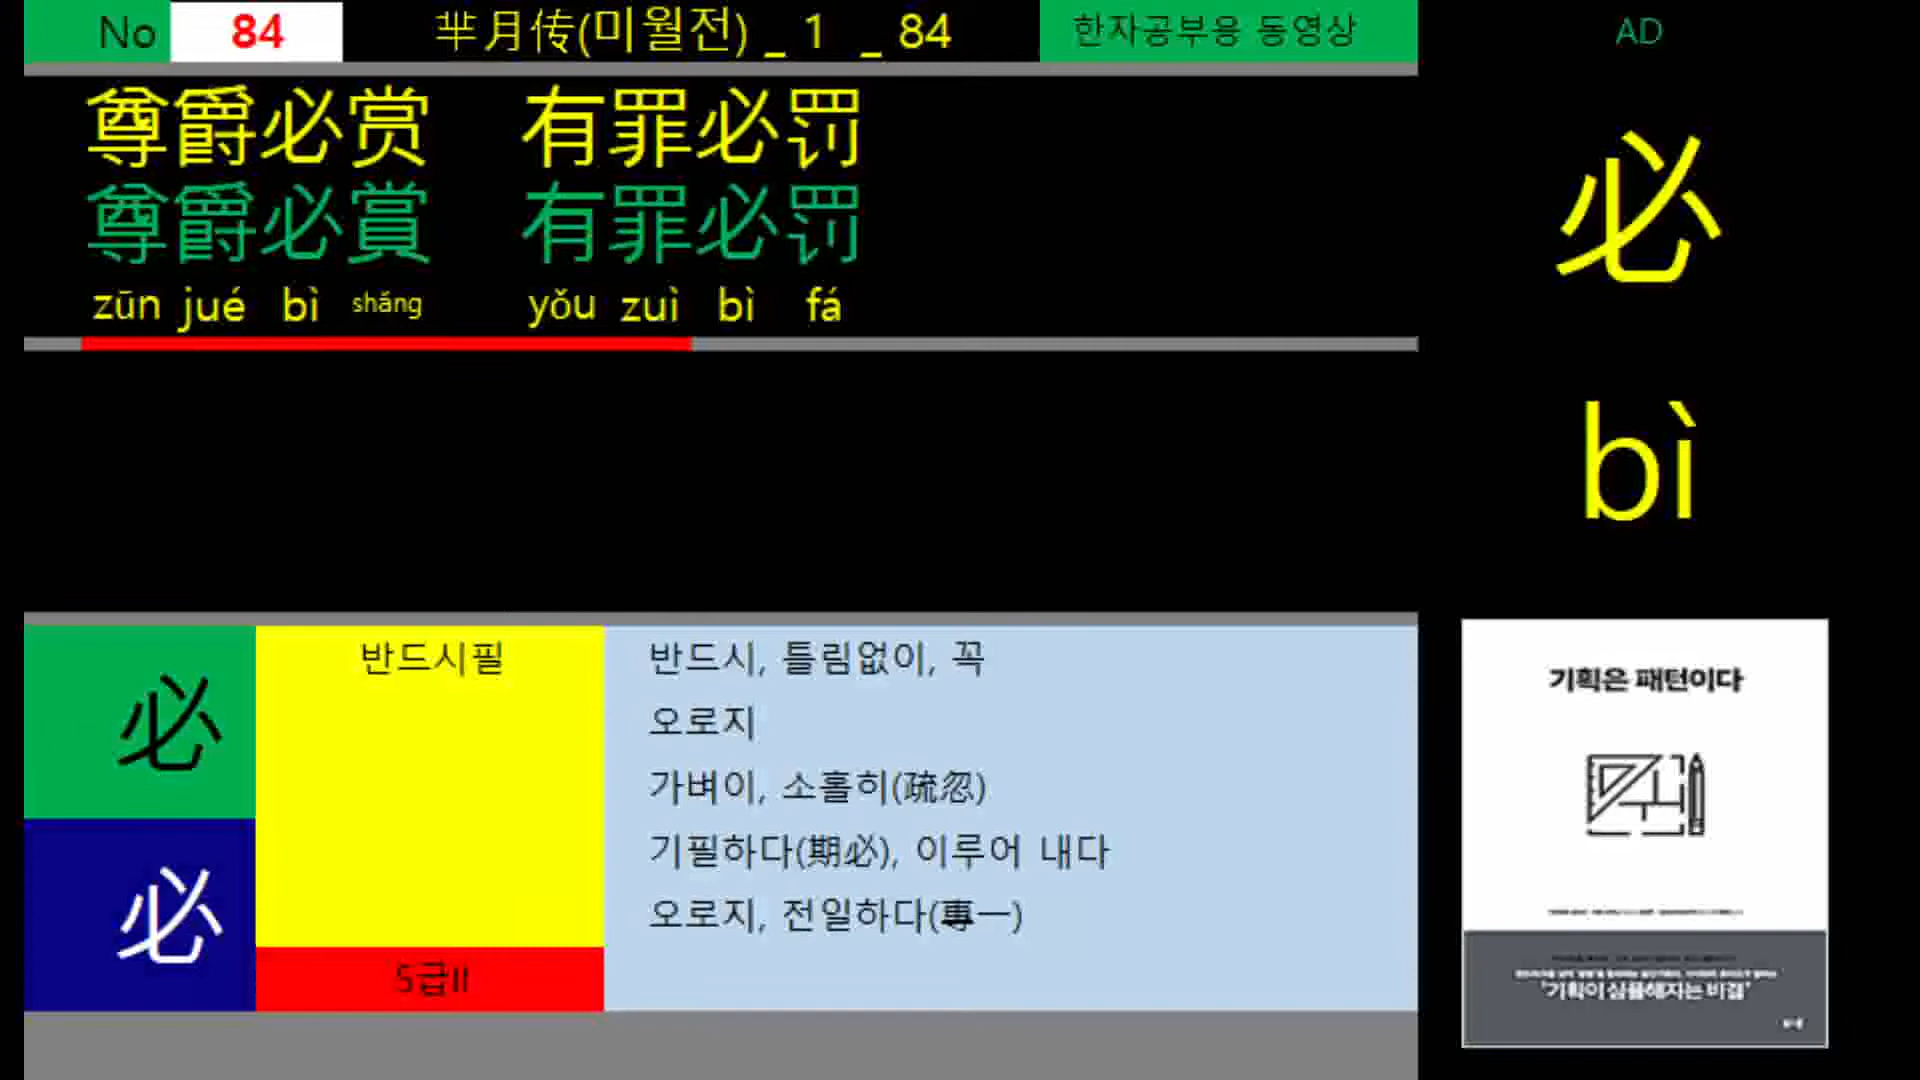 No 84 芈月传(미월전) _ 1 _ 84 한자공부용 동영상 AD
尊爵必赏 有罪必罚
尊爵必賞 有罪必罚
zūn jué bì shǎng yǒu zuì bì fá
必
bì
必
必
반드시필
5급II
반드시, 틀림없이, 꼭
오로지
가벼이, 소홀히(疏忽)
기필하다(期必), 이루어 내다
오로지, 전일하다(專一)
기획은 패턴이다
'기획이 심플해지는 비결'